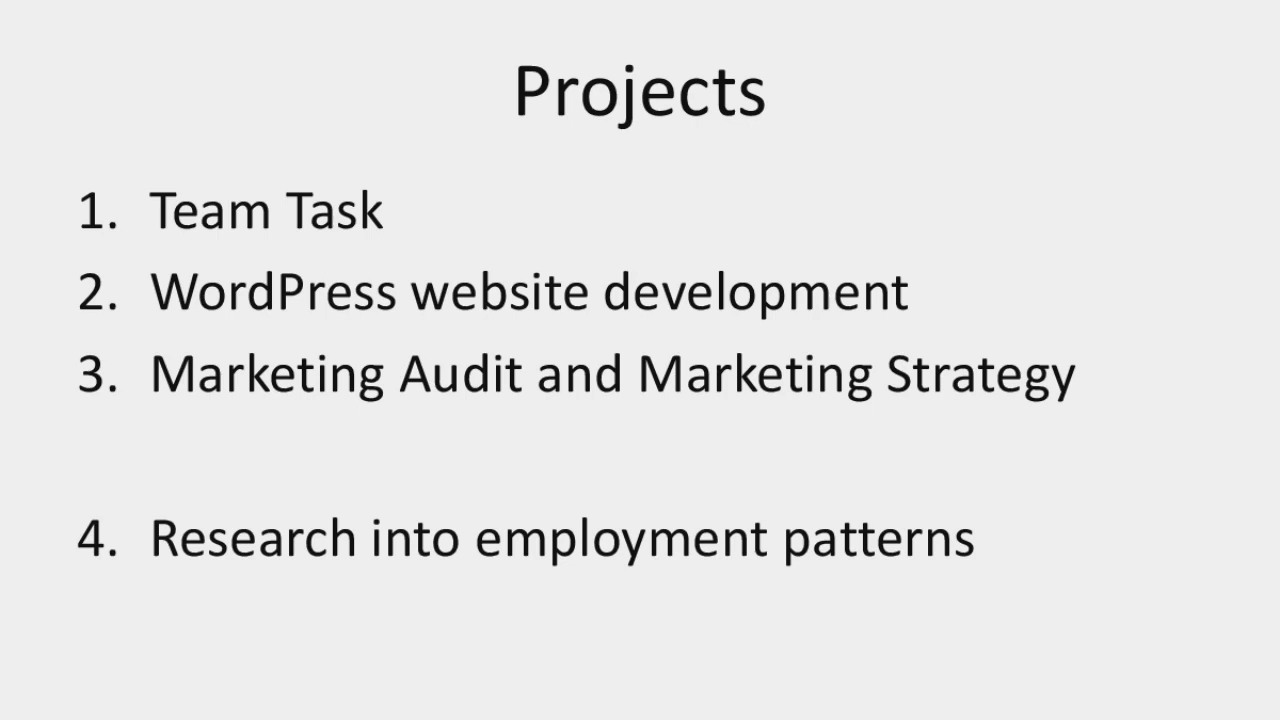 Projects
1. Team Task
2. WordPress website development
3. Marketing Audit and Marketing Strategy
4. Research into employment patterns